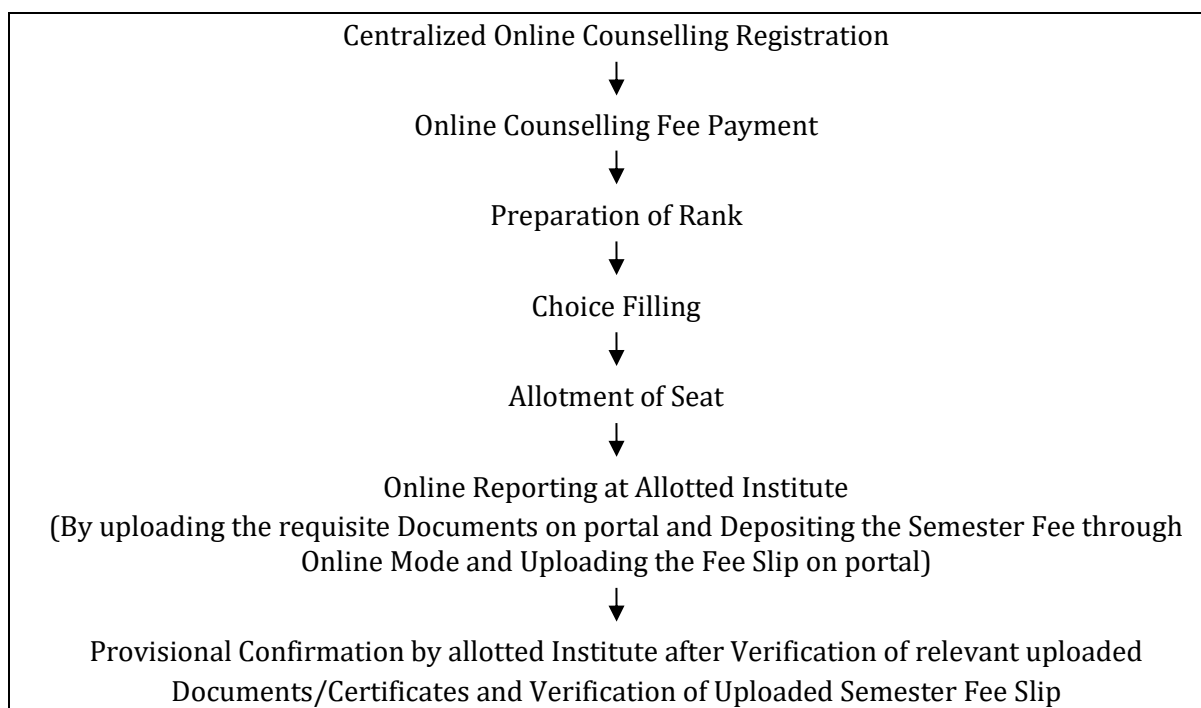 Centralized Online Counselling Registration
Online Counselling Fee Payment
Preparation of Rank
Choice Filling
Allotment of Seat
Online Reporting at Allotted Institute
(By uploading the requisite Documents on portal and Depositing the Semester Fee through
Online Mode and Uploading the Fee Slip on portal)
Provisional Confirmation by allotted Institute after Verification of relevant uploaded
Documents/Certificates and Verification of Uploaded Semester Fee Slip